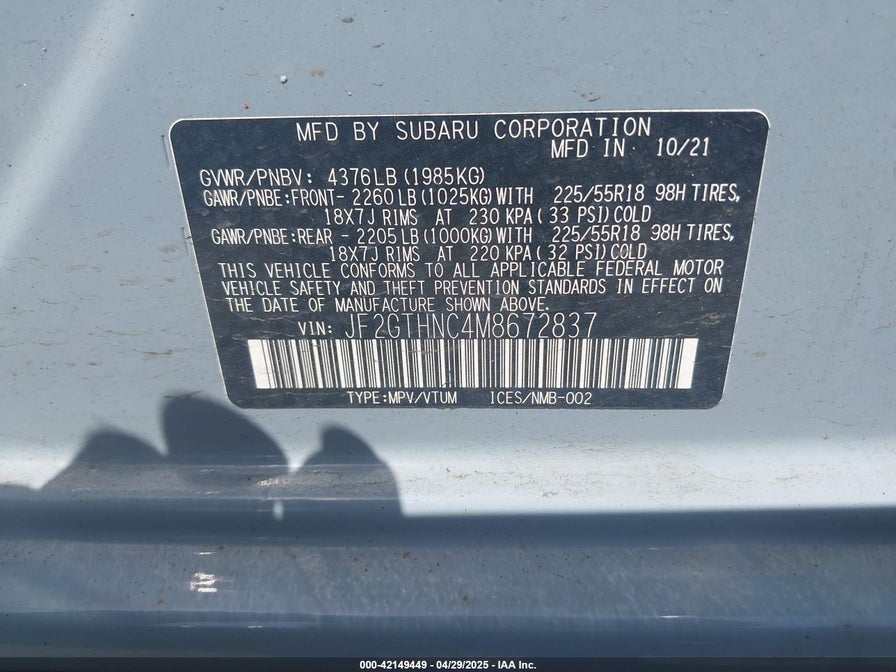 MFD BY SUBARU CORPORATION
MFD IN 10/21
GVWR/PNBV: 4376LB (1985KG)
GAWR/PNBE:FRONT- 2260 LB (1025KG) WITH 225/55R18 98H TIRES,
18X7J RIMS AT 230 KPA ( 33 PSI) COLD
GAWR/PNBE:REAR - 2205 LB (1000KG) WITH 225/55R18 98H TIRES,
18X7J RIMS AT 220 KPA ( 32 PSI) COLD
THIS VEHICLE CONFORMS TO ALL APPLICABLE FEDERAL MOTOR
VEHICLE SAFETY AND THEFT PREVENTION STANDARDS IN EFFECT ON
THE DATE OF MANUFACTURE SHOWN ABOVE.
VIN: JF2GTHNC4M8672837
TYPE:MPV/VTUM ICES/NMB-002
000-42149449 - 04/29/2025 - IAA Inc.